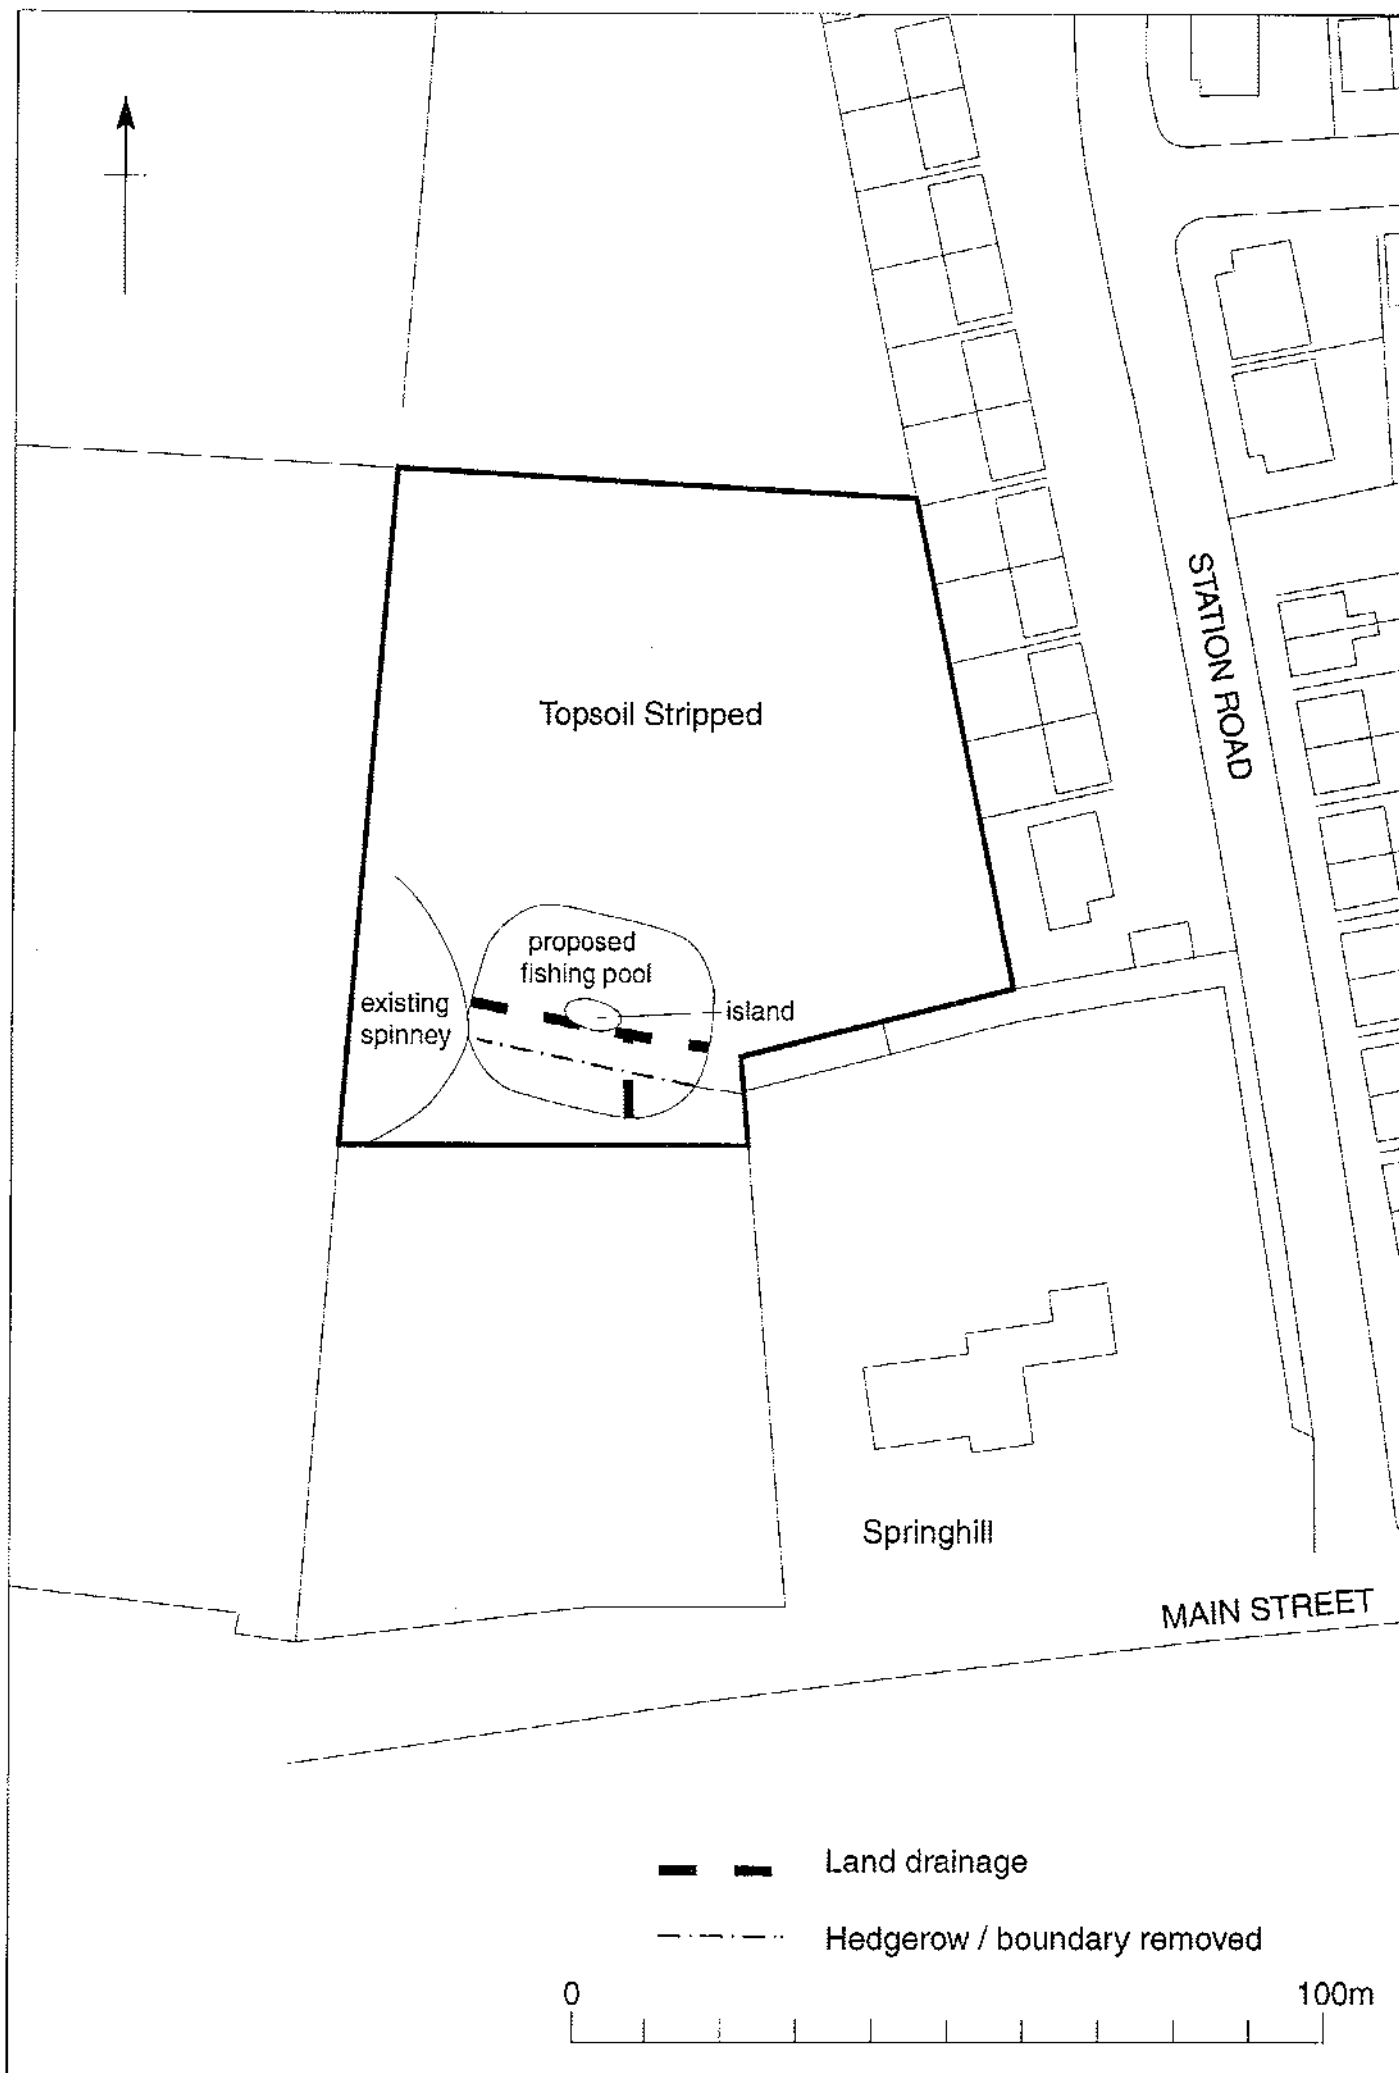 STATION ROAD
Topsoil Stripped
proposed
fishing pool
existing
spinney
island
Springhill
MAIN STREET
Land drainage
Hedgerow / boundary removed
0 100m